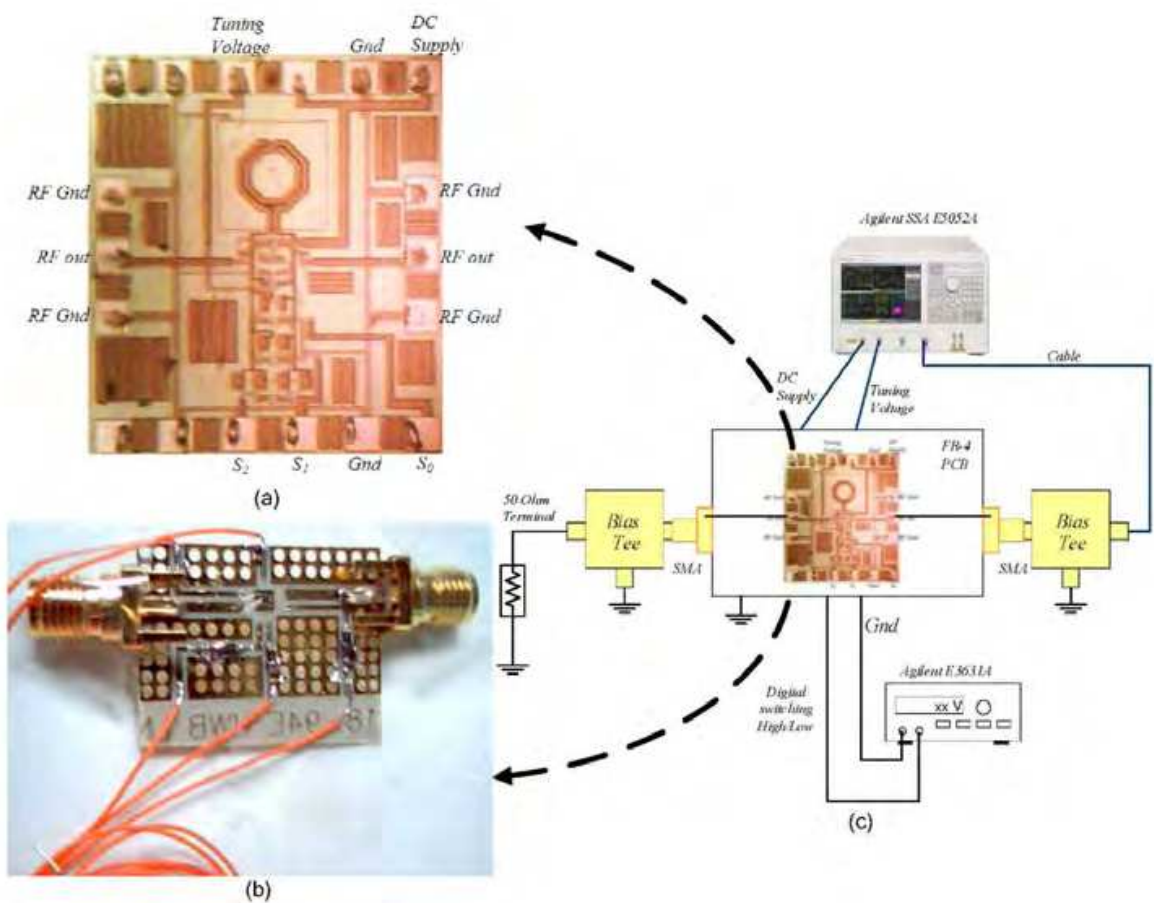 Tuning
Voltage
Gnd
DC
Supply
RF Gnd
RF Gnd
RF out
RF out
RF Gnd
RF Gnd
S2
S1
Gnd
S0
(a)
Agilent SSA E5052A
Cable
DC
Supply
Tuning
Voltage
FR-4
PCB
50 Ohm
Terminal
Bias
Tee
Bias
Tee
SMA
SMA
Gnd
Agilent E3631A
xx V
Digital
switching
High/Low
(c)
(b)